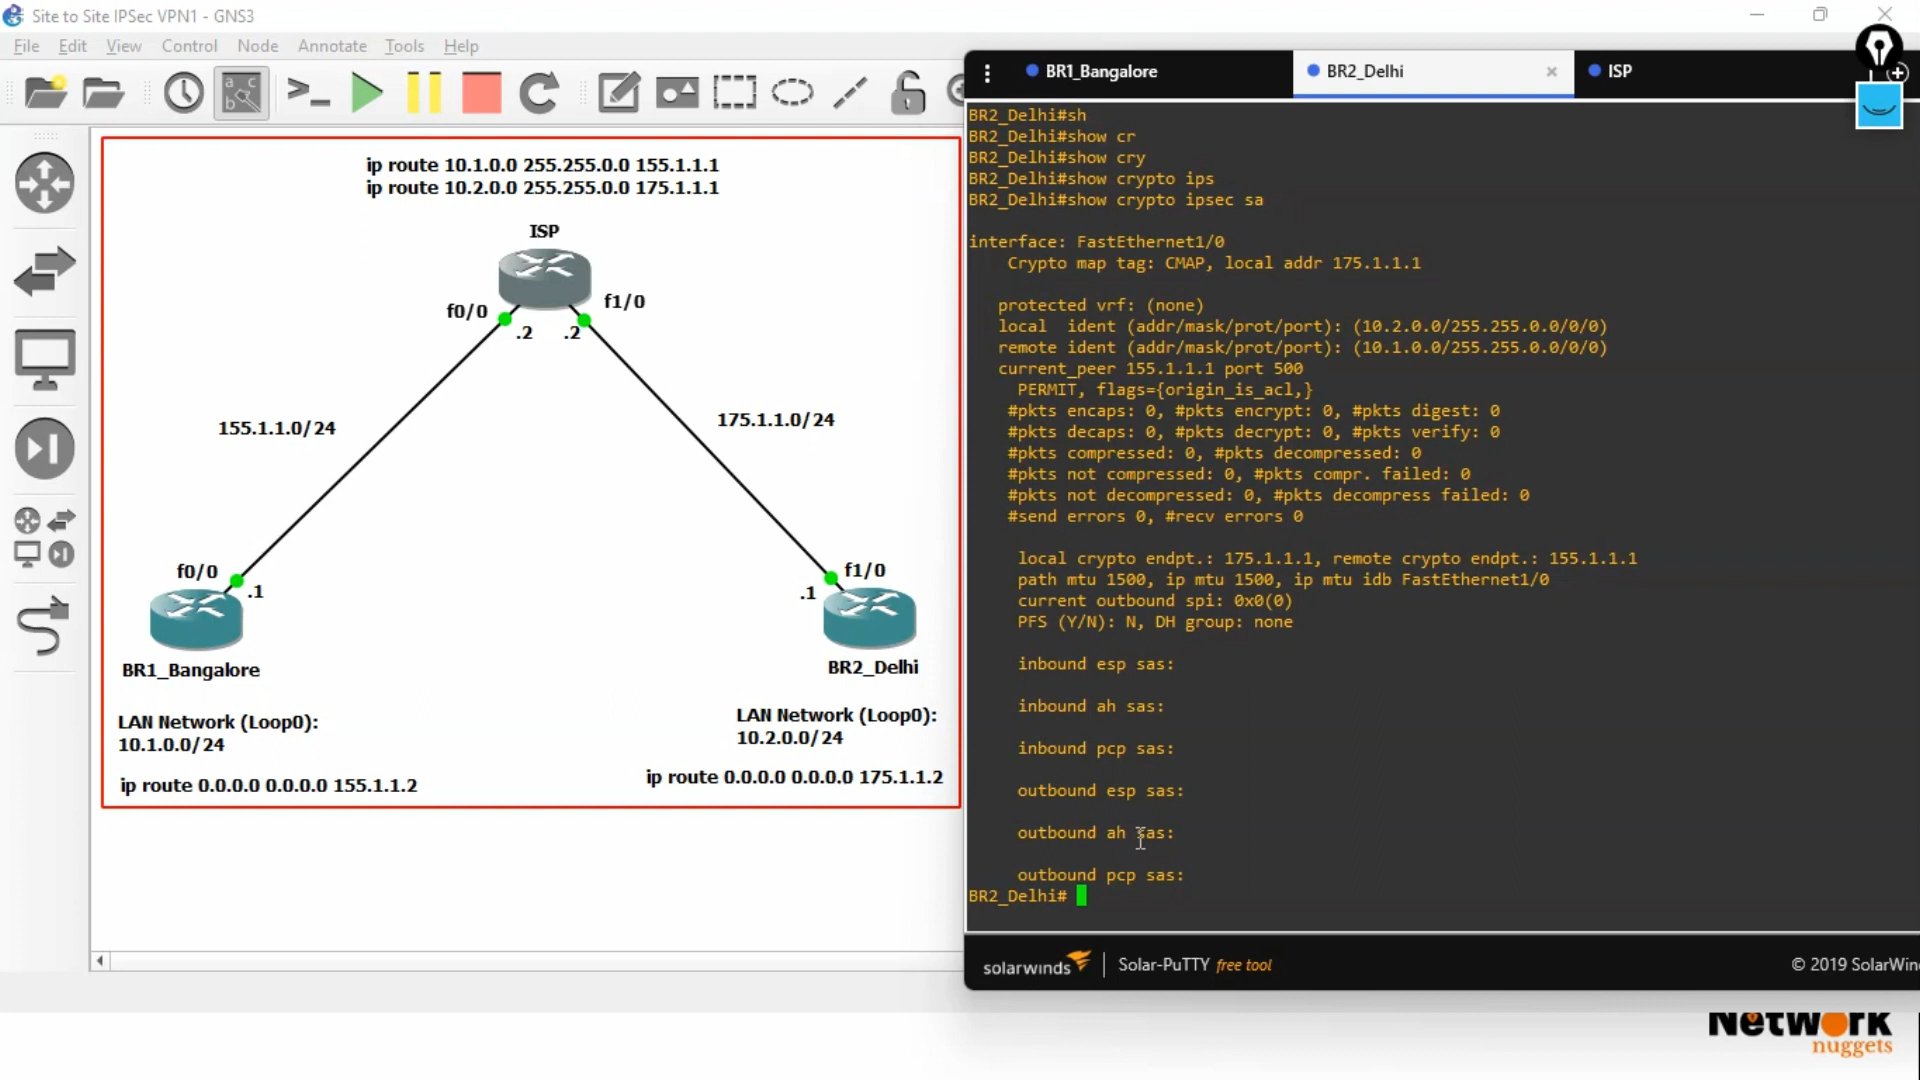 Site to Site IPSec VPN1 - GNS3
File Edit View Control Node Annotate Tools Help
ip route 10.1.0.0 255.255.0.0 155.1.1.1
ip route 10.2.0.0 255.255.0.0 175.1.1.1
ISP
f0/0
f1/0
.2
.2
155.1.1.0/24
175.1.1.0/24
f0/0
.1
f1/0
.1
BR1_Bangalore
BR2_Delhi
LAN Network (Loop0):
10.1.0.0/24
LAN Network (Loop0):
10.2.0.0/24
ip route 0.0.0.0 0.0.0.0 155.1.1.2
ip route 0.0.0.0 0.0.0.0 175.1.1.2
BR1_Bangalore
BR2_Delhi
ISP
BR2_Delhi#sh
BR2_Delhi#show cr
BR2_Delhi#show cry
BR2_Delhi#show crypto ips
BR2_Delhi#show crypto ipsec sa
interface: FastEthernet1/0
Crypto map tag: CMAP, local addr 175.1.1.1
protected vrf: (none)
local  ident (addr/mask/prot/port): (10.2.0.0/255.255.0.0/0/0)
remote ident (addr/mask/prot/port): (10.1.0.0/255.255.0.0/0/0)
current_peer 155.1.1.1 port 500
PERMIT, flags={origin_is_acl,}
#pkts encaps: 0, #pkts encrypt: 0, #pkts digest: 0
#pkts decaps: 0, #pkts decrypt: 0, #pkts verify: 0
#pkts compressed: 0, #pkts decompressed: 0
#pkts not compressed: 0, #pkts compr. failed: 0
#pkts not decompressed: 0, #pkts decompress failed: 0
#send errors 0, #recv errors 0
local crypto endpt.: 175.1.1.1, remote crypto endpt.: 155.1.1.1
path mtu 1500, ip mtu 1500, ip mtu idb FastEthernet1/0
current outbound spi: 0x0(0)
PFS (Y/N): N, DH group: none
inbound esp sas:
inbound ah sas:
inbound pcp sas:
outbound esp sas:
outbound ah sas:
outbound pcp sas:
BR2_Delhi#
solarwinds Solar-PuTTY free tool
© 2019 SolarWin
Network
nuggets